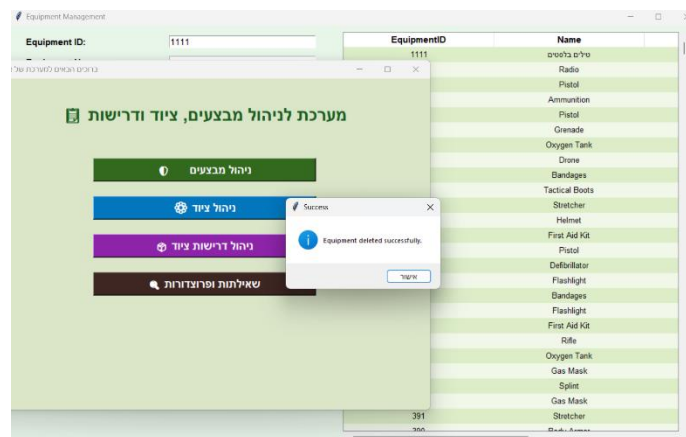 Equipment Management
Equipment ID:
1111
EquipmentID Name
1111 טילים בלסטים
ברוכים הבאים למערכת של
Radio
Pistol
Ammunition
מערכת לניהול מבצעים, ציוד ודרישות
Pistol
Grenade
Oxygen Tank
Drone
ניהול מבצעים
Bandages
Tactical Boots
ניהול ציוד
Success
Stretcher
Helmet
First Aid Kit
Equipment deleted successfully.
ניהול דרישות ציוד
Pistol
Defibrillator
אישור
Flashlight
שאילתות ופרוצדורות
Bandages
Flashlight
First Aid Kit
Rifle
Oxygen Tank
Gas Mask
Splint
Gas Mask
391 Stretcher
390 Body Armor